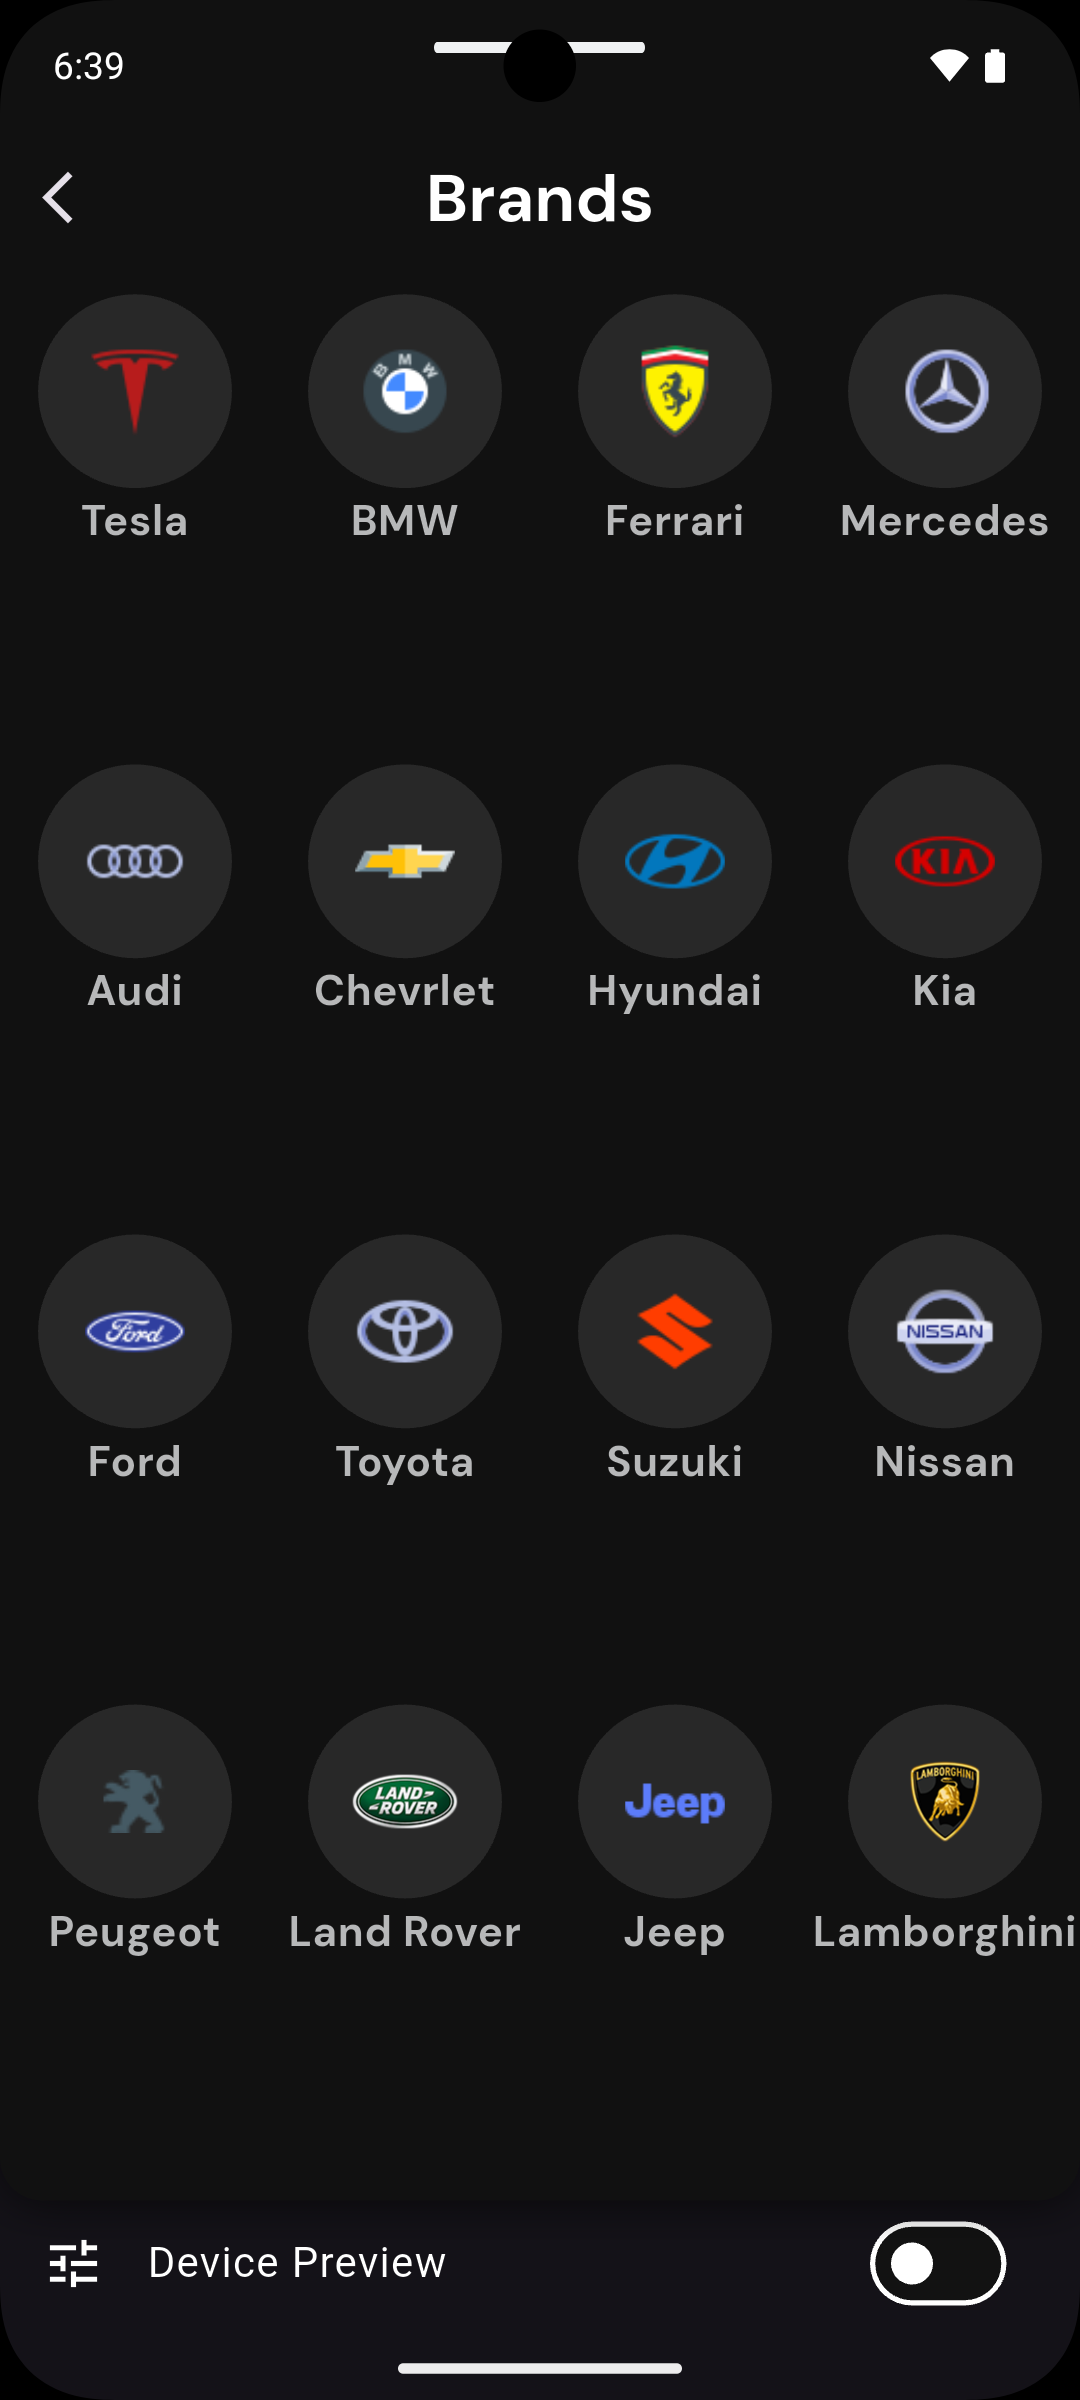 6:39
Brands
B M W
Tesla BMW Ferrari Mercedes
KIA
Audi Chevrlet Hyundai Kia
Ford NISSAN
Ford Toyota Suzuki Nissan
LAND-
-ROVER
Jeep
LAMBORGHINI
Peugeot Land Rover Jeep Lamborghini
Device Preview